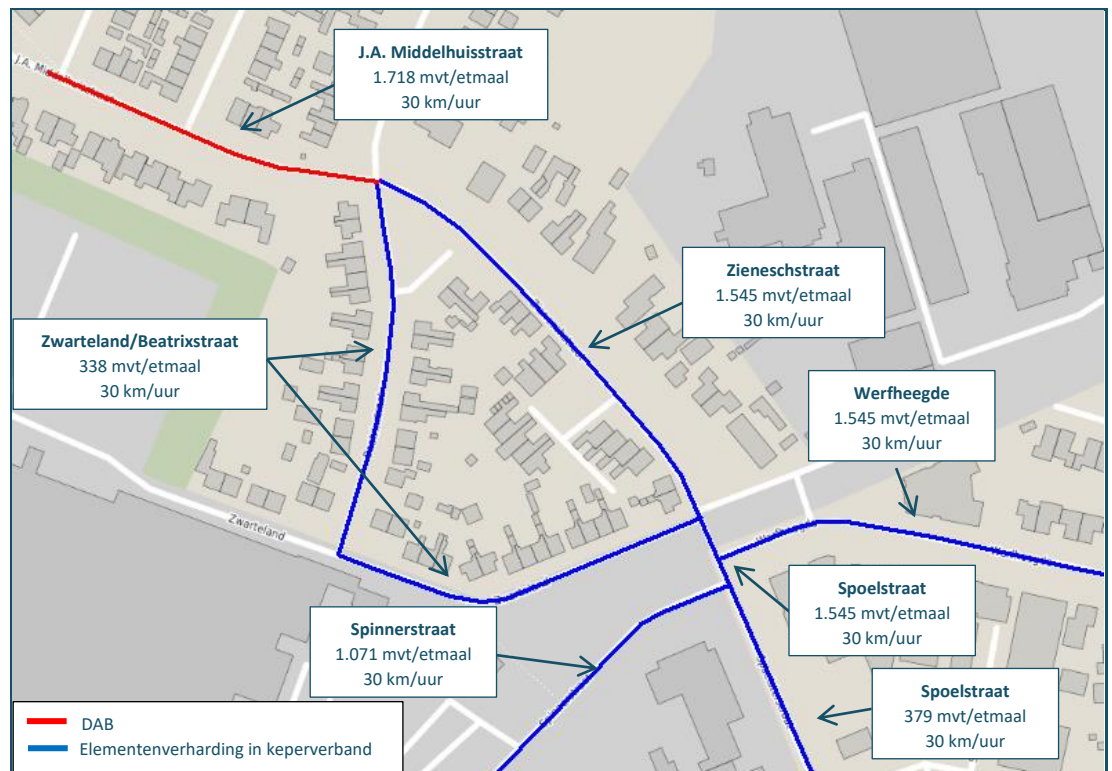 J.A. Middelhuisstraat
1.718 mvt/etmaal
30 km/uur
Zieneschstraat
1.545 mvt/etmaal
30 km/uur
Zwarteland/Beatrixstraat
338 mvt/etmaal
30 km/uur
Werfheegde
1.545 mvt/etmaal
30 km/uur
Zwarteland
Spoelstraat
1.545 mvt/etmaal
30 km/uur
Spinnerstraat
1.071 mvt/etmaal
30 km/uur
Spoelstraat
379 mvt/etmaal
30 km/uur
DAB
Elementenverharding in keperverband